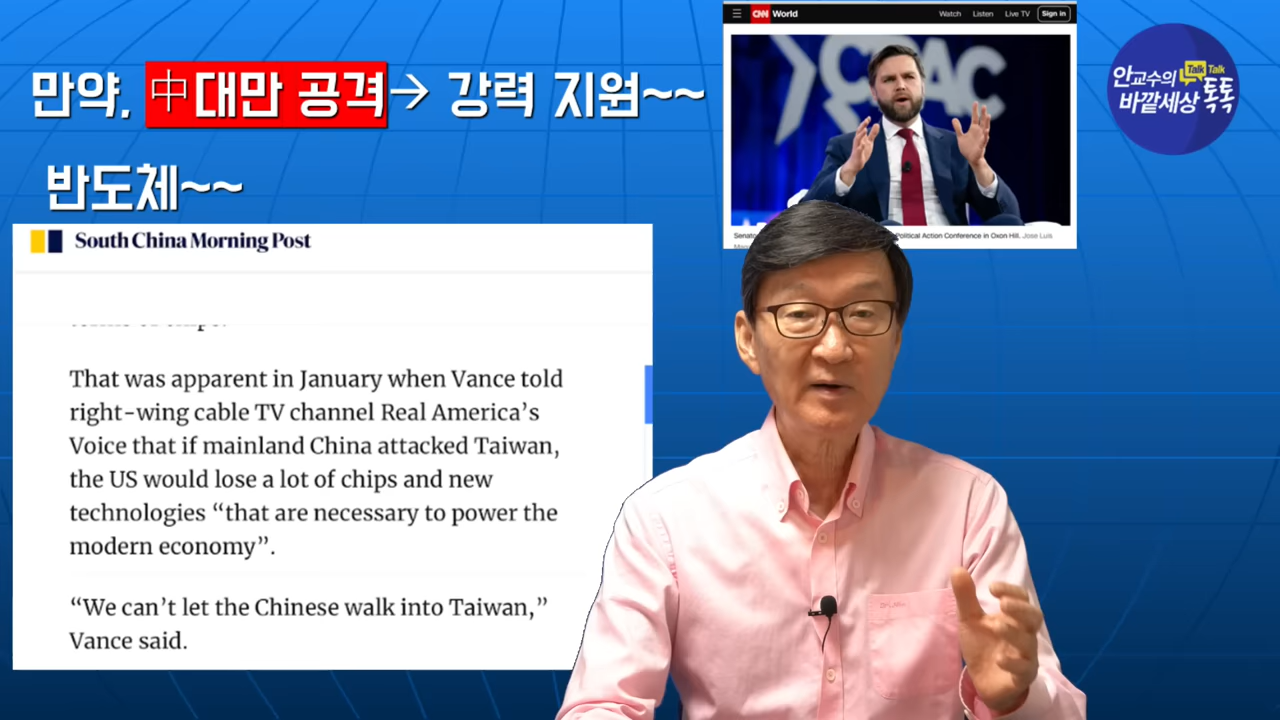 만약, 中대만 공격→ 강력 지원~~
반도체~~
CNN World Watch Listen Live TV Sign in
CPAC
Political Action Conference in Oxon Hill. Jose Luis
안교수의 Talk Talk
바깥세상 톡톡
South China Morning Post
That was apparent in January when Vance told
right-wing cable TV channel Real America’s
Voice that if mainland China attacked Taiwan,
the US would lose a lot of chips and new
technologies “that are necessary to power the
modern economy”.
“We can’t let the Chinese walk into Taiwan,”
Vance said.